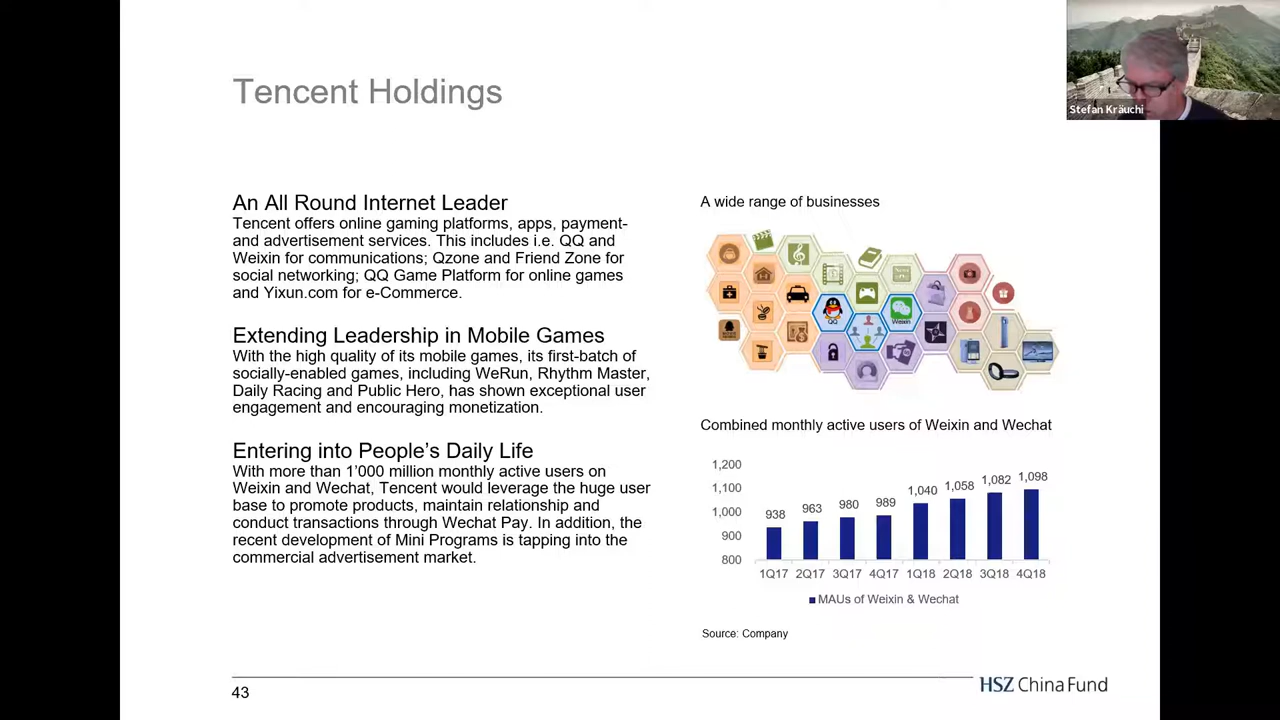 Tencent Holdings
Stefan Kräuchi
An All Round Internet Leader
Tencent offers online gaming platforms, apps, payment-
and advertisement services. This includes i.e. QQ and
Weixin for communications; Qzone and Friend Zone for
social networking; QQ Game Platform for online games
and Yixun.com for e-Commerce.
Extending Leadership in Mobile Games
With the high quality of its mobile games, its first-batch of
socially-enabled games, including WeRun, Rhythm Master,
Daily Racing and Public Hero, has shown exceptional user
engagement and encouraging monetization.
Entering into People's Daily Life
With more than 1'000 million monthly active users on
Weixin and Wechat, Tencent would leverage the huge user
base to promote products, maintain relationship and
conduct transactions through Wechat Pay. In addition, the
recent development of Mini Programs is tapping into the
commercial advertisement market.
A wide range of businesses
QQ
Weixin
Combined monthly active users of Weixin and Wechat
1,200
1,100
1,000
900
800
938
963
980
989
1,040
1,058
1,082
1,098
1Q17
2Q17
3Q17
4Q17
1Q18
2Q18
3Q18
4Q18
MAUs of Weixin & Wechat
Source: Company
43
HSZ China Fund